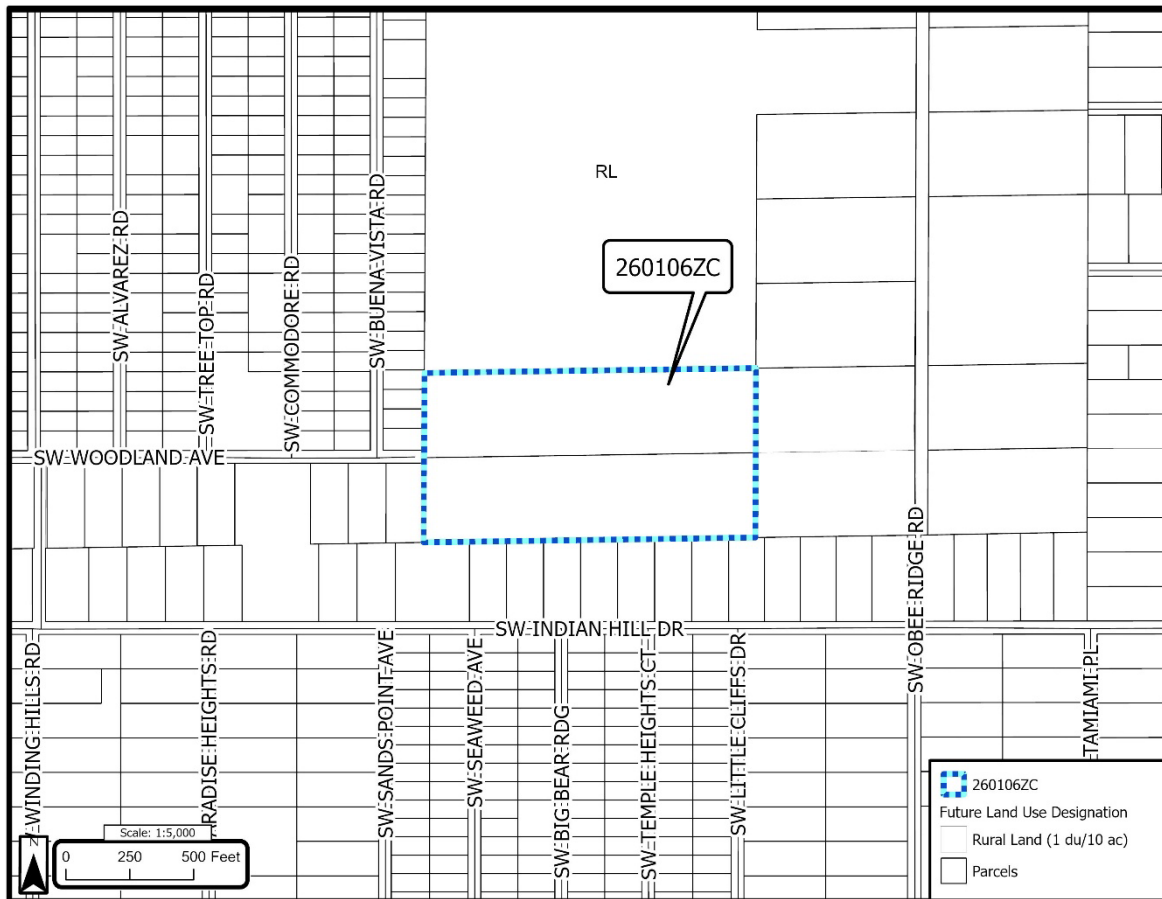 RL
260106ZC
SW ALVAREZ RD
SW TREE TOP RD
SW COMMODORE RD
SW BUENA VISTA RD
SW WOODLAND AVE
SW INDIAN HILL DR
WINDING HILLS RD
RADISE HEIGHTS RD
SW SANDS POINT AVE
SW SEAWEED AVE
SW BIG BEAR RDG
SW TEMPLE HEIGHTS CT
SW LITTLE CLIFFS DR
SW OBE RIDGE RD
TAMIAMI PL
N
Scale: 1:5,000
0 250 500 Feet
260106ZC
Future Land Use Designation
Rural Land (1 du/10 ac)
Parcels